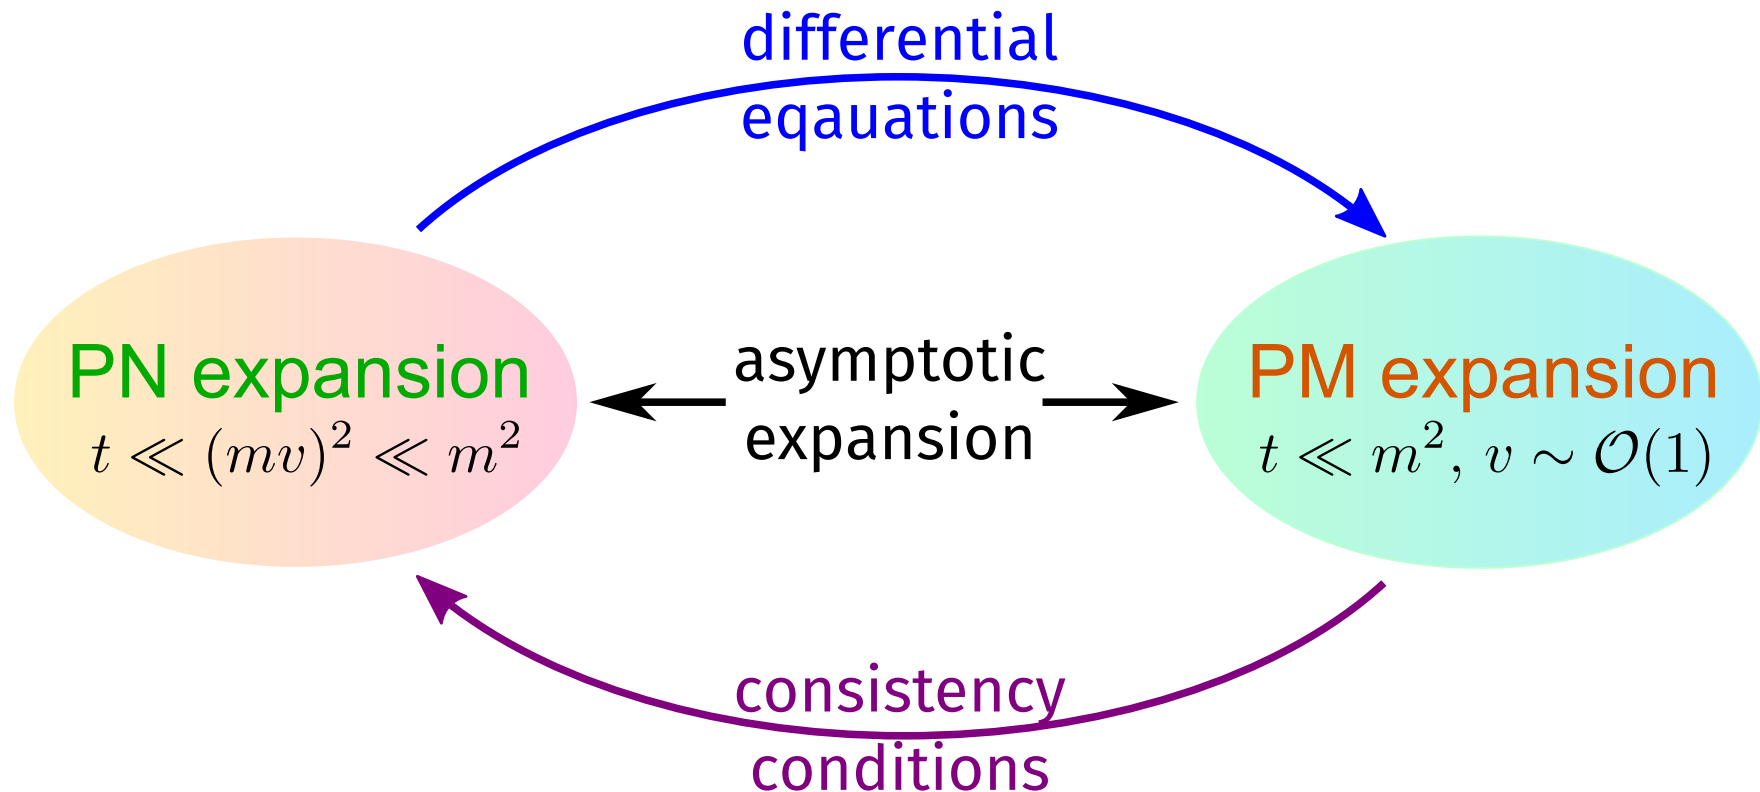 differential
eqauations
PN expansion
t ≪ (mv)² ≪ m²
asymptotic
expansion
PM expansion
t ≪ m², v ∼ 𝒪(1)
consistency
conditions